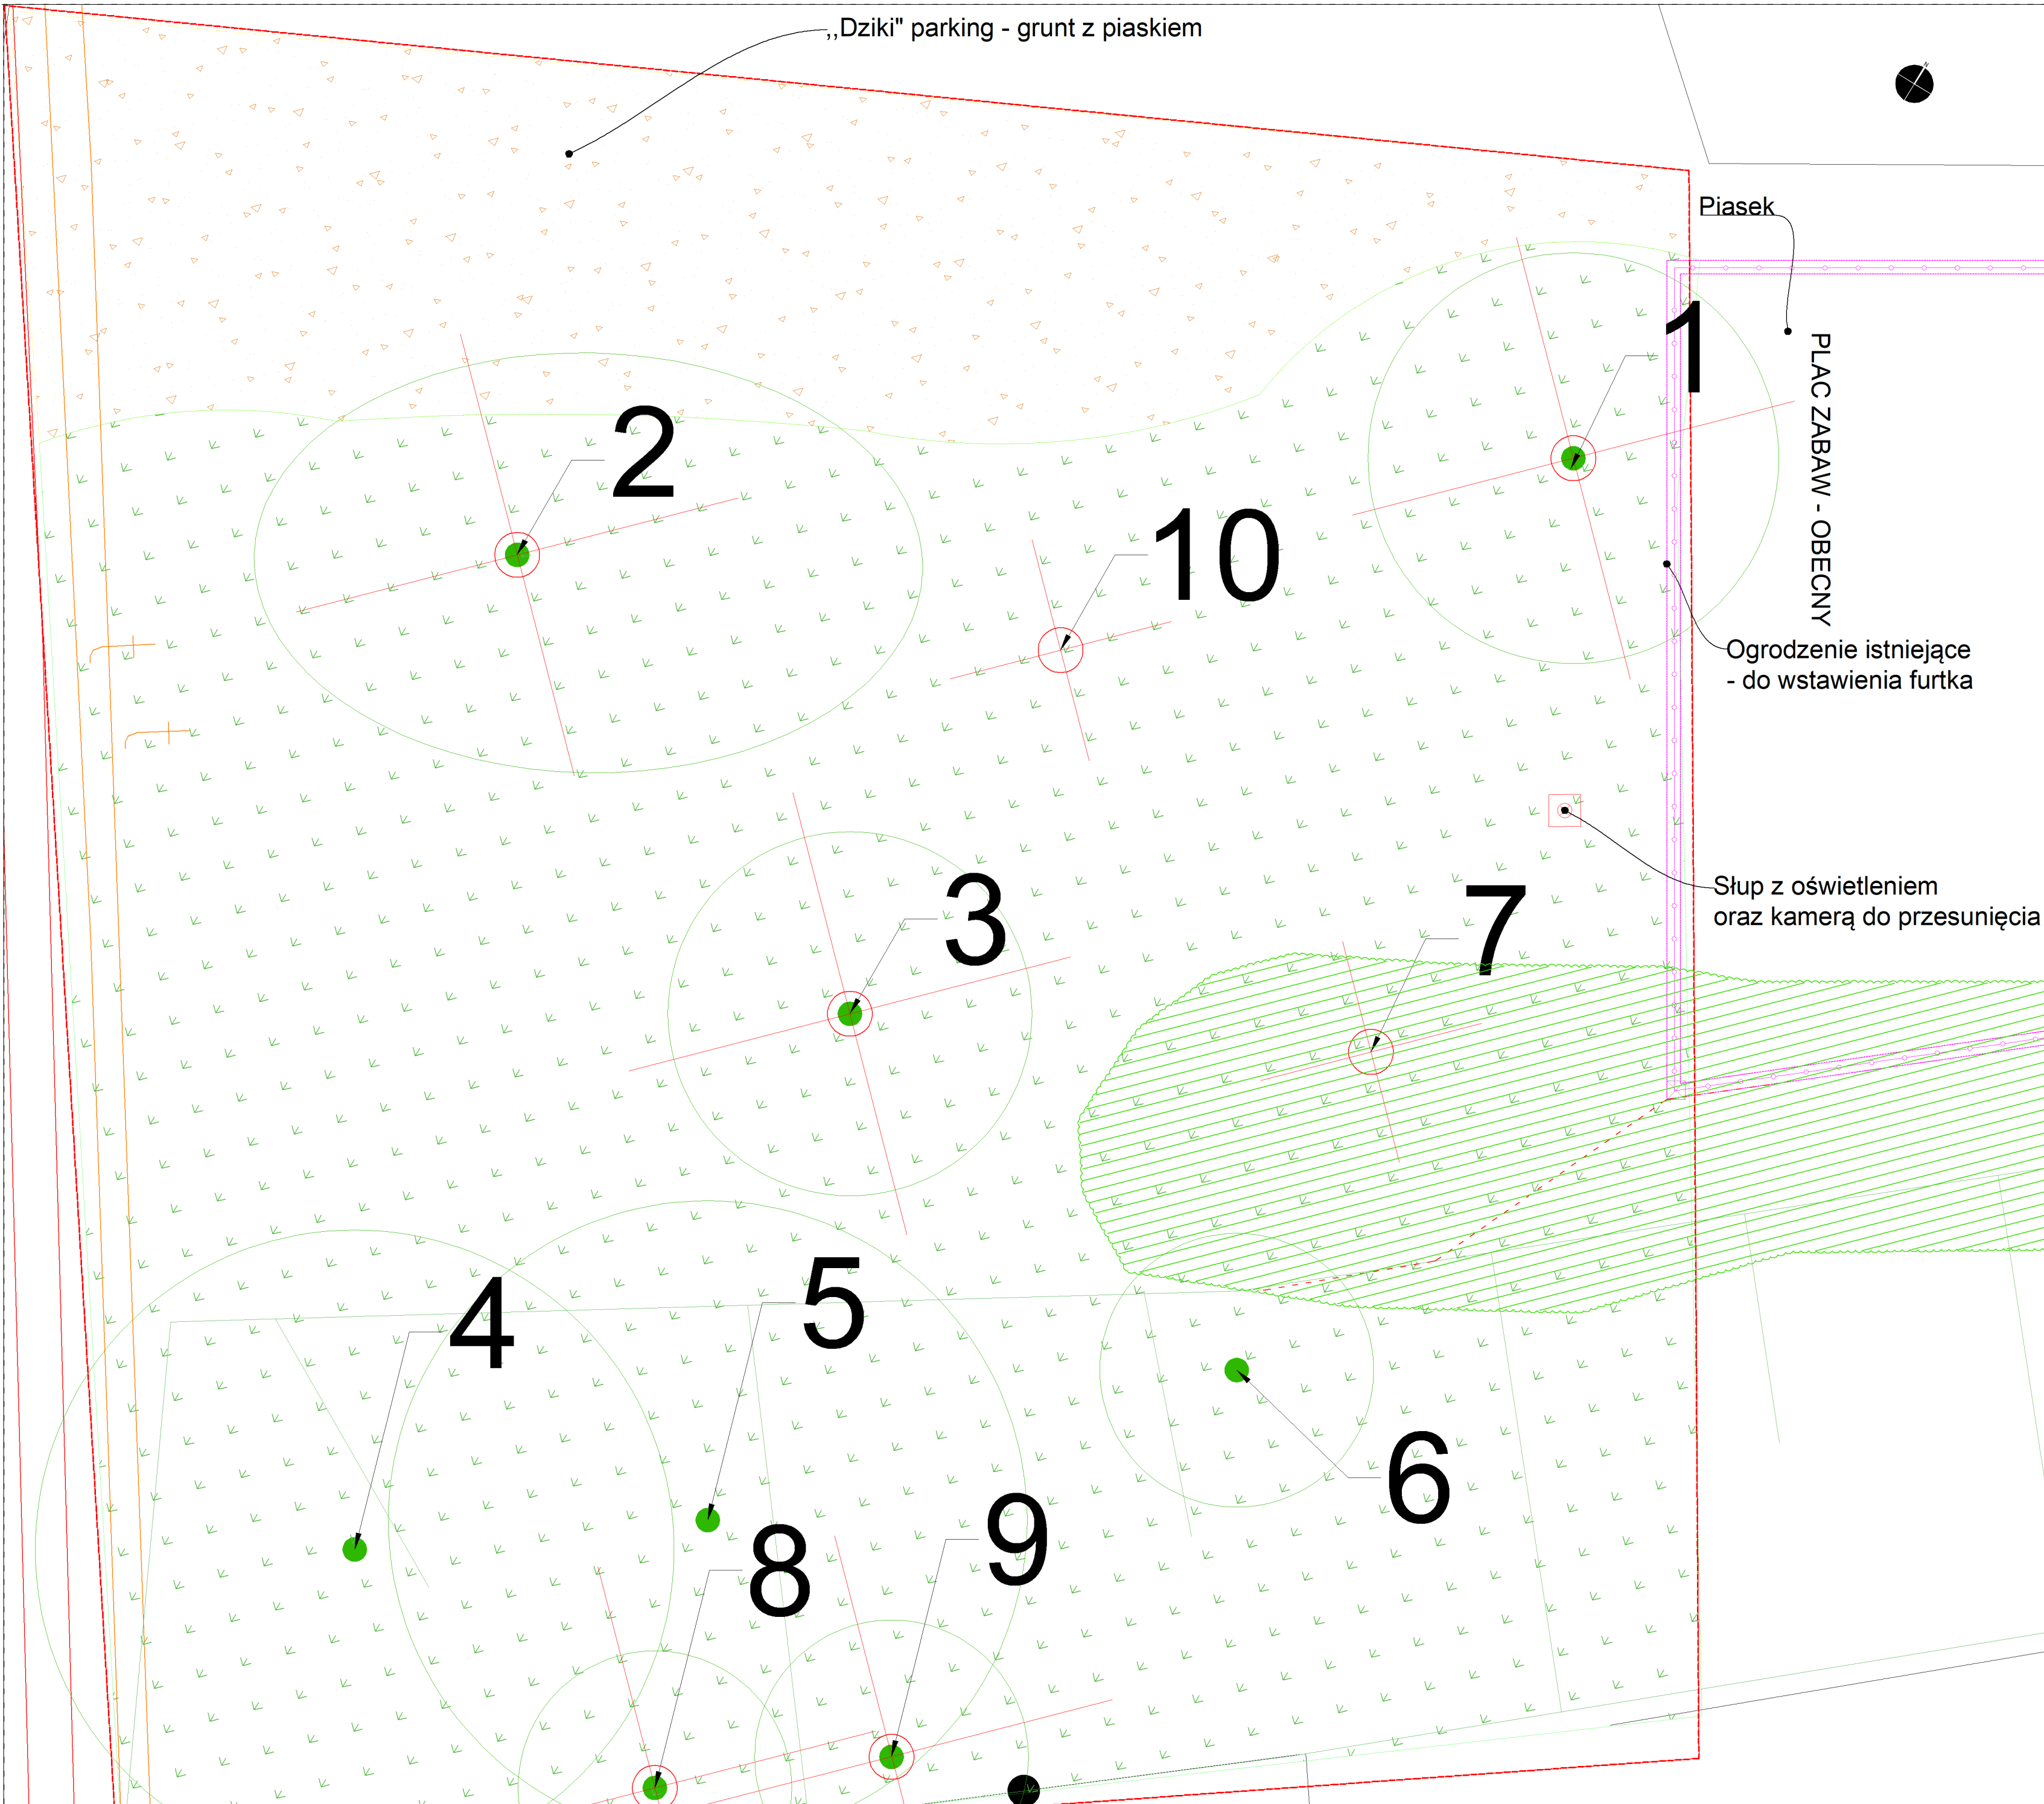 ,,Dziki" parking - grunt z piaskiem
N
Piasek
1
PLAC ZABAW - OBECNY
2
10
Ogrodzenie istniejące
- do wstawienia furtka
3
7
Słup z oświetleniem
oraz kamerą do przesunięcia
4
5
6
8
9